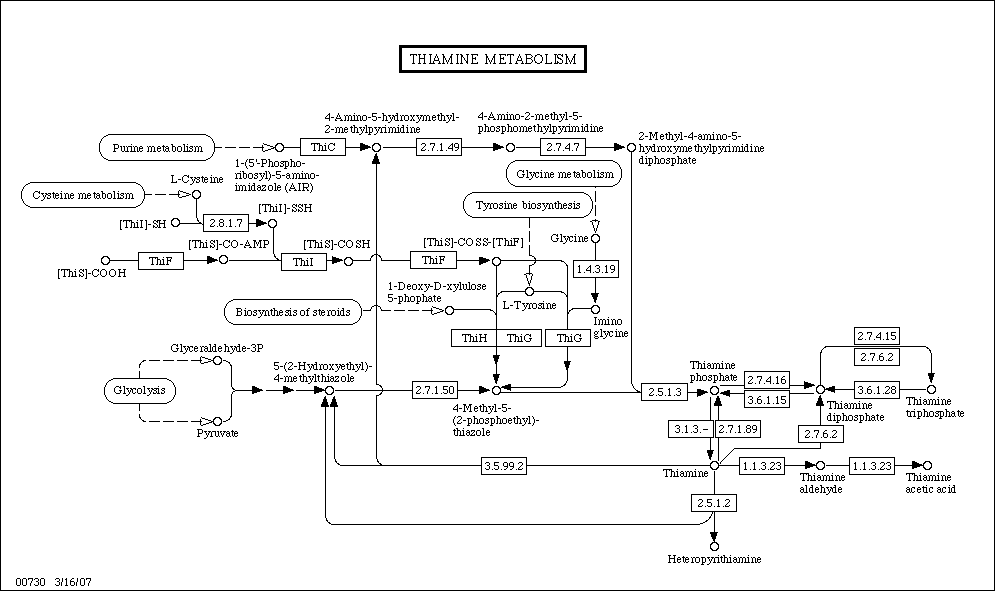 THIAMINE METABOLISM
4-Amino-5-hydroxymethyl-
2-methylpyrimidine
4-Amino-2-methyl-5-
phosphomethylpyrimidine
2-Methyl-4-amino-5-
hydroxymethylpyrimidine
diphosphate
Purine metabolism
ThiC
2.7.1.49
2.7.4.7
1-(5'-Phospho-
ribosyl)-5-amino-
imidazole (AIR)
Glycine metabolism
L-Cysteine
Cysteine metabolism
Tyrosine biosynthesis
[ThiI]-SH
2.8.1.7
[ThiI]-SSH
Glycine
[ThiS]-CO-AMP
[ThiS]-COSH
[ThiS]-COSS-[ThiF]
ThiF
ThiI
ThiF
[ThiS]-COOH
1.4.3.19
1-Deoxy-D-xylulose
5-phophate
L-Tyrosine
Biosynthesis of steroids
Imino
glycine
ThiH
ThiG
ThiG
Glyceraldehyde-3P
5-(2-Hydroxyethyl)-
4-methylthiazole
Glycolysis
2.7.1.50
4-Methyl-5-
(2-phosphoethyl)-
thiazole
Pyruvate
2.5.1.3
Thiamine
phosphate
2.7.4.16
3.6.1.15
2.7.4.15
2.7.6.2
3.6.1.28
Thiamine
diphosphate
Thiamine
triphosphate
3.1.3.-
2.7.1.89
2.7.6.2
3.5.99.2
Thiamine
1.1.3.23
Thiamine
aldehyde
1.1.3.23
Thiamine
acetic acid
2.5.1.2
Heteropyrithiamine
00730 3/16/07